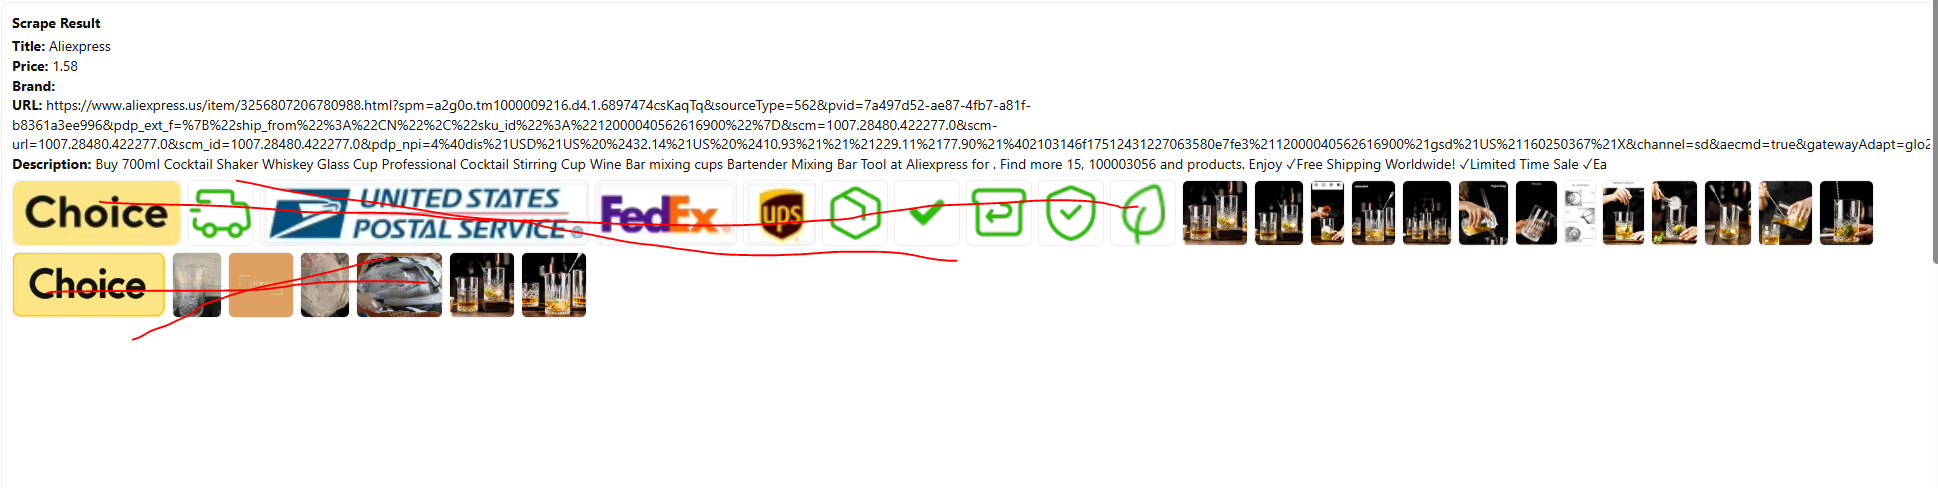 Scrape Result
Title: Aliexpress
Price: 1.58
Brand:
URL: https://www.aliexpress.us/item/3256807206780988.html?spm=a2g0o.tm1000009216.d4.1.6897474csKaqTq&sourceType=562&pvid=7a497d52-ae87-4fb7-a81f-
b8361a3ee996&pdp_ext_f=%7B%22ship_from%22%3A%22CN%22%2C%22sku_id%22%3A%2212000040562616900%22%7D&scm=1007.28480.422277.0&scm-
url=1007.28480.422277.0&scm_id=1007.28480.422277.0&pdp_npi=4%40dis%21USD%21US%20%2432.14%21US%20%2410.93%21%21%21229.11%2177.90%21%402103146f17512431227063580e7fe3%2112000040562616900%21gsd%21US%21160250367%21X&channel=sd&aecmd=true&gatewayAdapt=glo2
Description: Buy 700ml Cocktail Shaker Whiskey Glass Cup Professional Cocktail Stirring Cup Wine Bar mixing cups Bartender Mixing Bar Tool at Aliexpress for . Find more 15, 100003056 and products. Enjoy ✓Free Shipping Worldwide! ✓Limited Time Sale ✓Ea
Choice
UNITED STATES
POSTAL SERVICE ®
FedEx ®
UPS
Choice